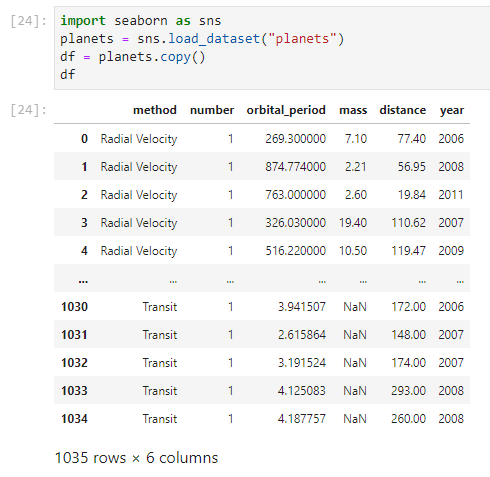 [24]: import seaborn as sns
planets = sns.load_dataset("planets")
df = planets.copy()
df
[24]: method number orbital_period mass distance year
0 Radial Velocity 1 269.300000 7.10 77.40 2006
1 Radial Velocity 1 874.774000 2.21 56.95 2008
2 Radial Velocity 1 763.000000 2.60 19.84 2011
3 Radial Velocity 1 326.030000 19.40 110.62 2007
4 Radial Velocity 1 516.220000 10.50 119.47 2009
... ... ... ... ... ... ...
1030 Transit 1 3.941507 NaN 172.00 2006
1031 Transit 1 2.615864 NaN 148.00 2007
1032 Transit 1 3.191524 NaN 174.00 2007
1033 Transit 1 4.125083 NaN 293.00 2008
1034 Transit 1 4.187757 NaN 260.00 2008
1035 rows × 6 columns